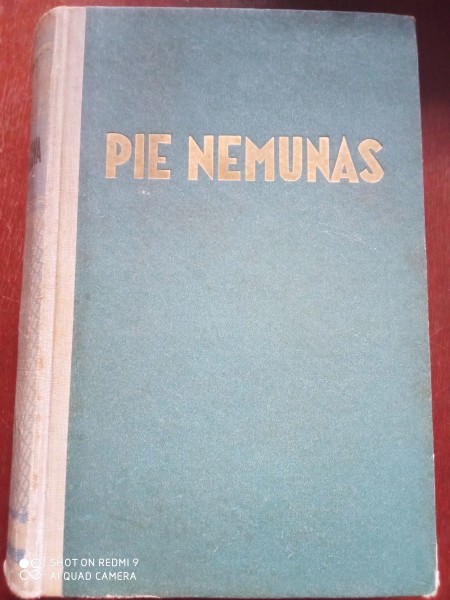 PIE NEMUNAS
SHOT ON REDMI 9
AI QUAD CAMERA